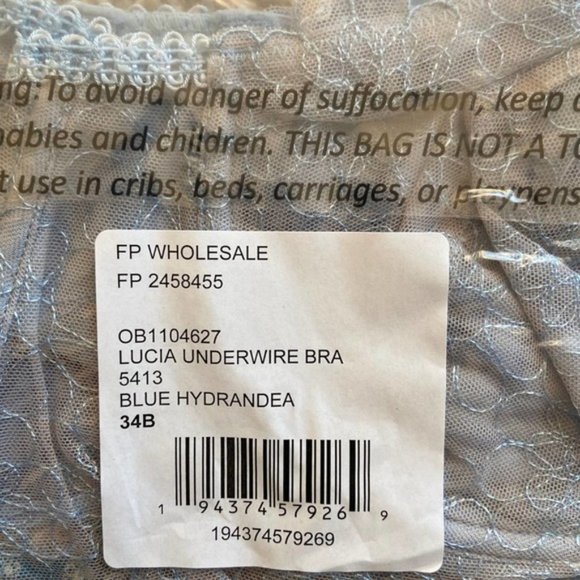 ng:To avoid danger of suffocation, keep
babies and children. THIS BAG IS NOT A TO
t use in cribs, beds, carriages, or playpens
FP WHOLESALE
FP 2458455
OB1104627
LUCIA UNDERWIRE BRA
5413
BLUE HYDRANDEA
34B
1 94374 57926 9
194374579269